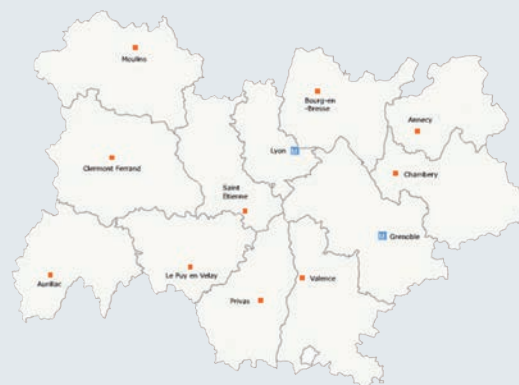 Moulins
Bourg-en
-Bresse
Annecy
Lyon
Clermont Ferrand
Chambery
Saint
Etienne
Grenoble
Le Puy en Velay
Aurillac
Valence
Privas